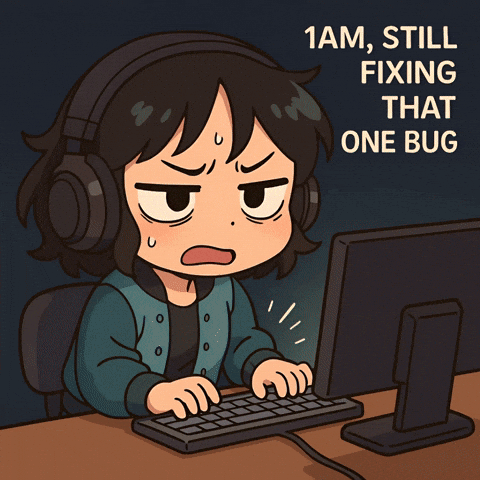 1AM, STILL
FIXING
THAT
ONE BUG